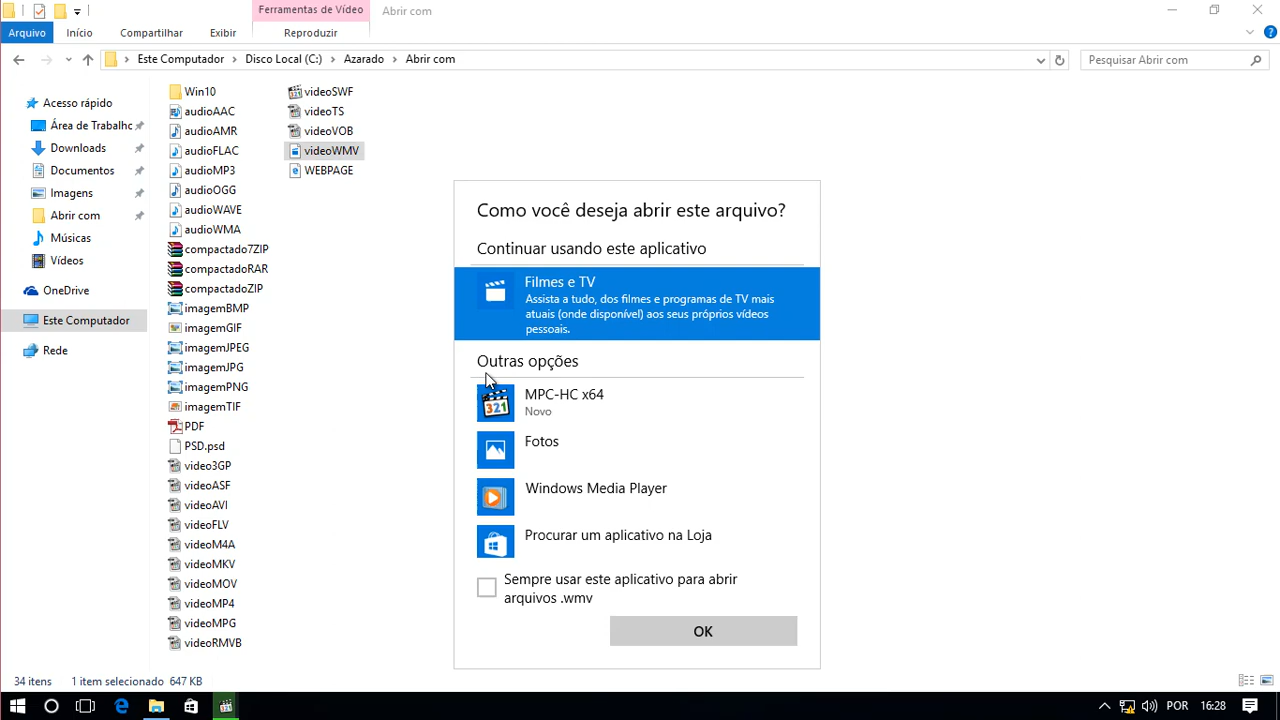 Ferramentas de Vídeo
Abrir com
Arquivo
Início
Compartilhar
Exibir
Reproduzir
Este Computador
Disco Local (C:)
Azarado
Abrir com
Pesquisar Abrir com
Acesso rápido
Área de Trabalho
Downloads
Documentos
Imagens
Abrir com
Músicas
Vídeos
OneDrive
Este Computador
Rede
Win10
audioAAC
audioAMR
audioFLAC
audioMP3
audioOGG
audioWAVE
audioWMA
compactado7ZIP
compactadoRAR
compactadoZIP
imagemBMP
imagemGIF
imagemJPEG
imagemJPG
imagemPNG
imagemTIF
PDF
PSD.psd
video3GP
videoASF
videoAVI
videoFLV
videoM4A
videoMKV
videoMOV
videoMP4
videoMPG
videoRMVB
videoSWF
videoTS
videoVOB
videoWMV
WEBPAGE
Como você deseja abrir este arquivo?
Continuar usando este aplicativo
Filmes e TV
Assista a tudo, dos filmes e programas de TV mais
atuais (onde disponível) aos seus próprios vídeos
pessoais.
Outras opções
321
MPC-HC x64
Novo
Fotos
Windows Media Player
Procurar um aplicativo na Loja
Sempre usar este aplicativo para abrir
arquivos .wmv
OK
34 itens
1 item selecionado 647 KB
POR
16:28